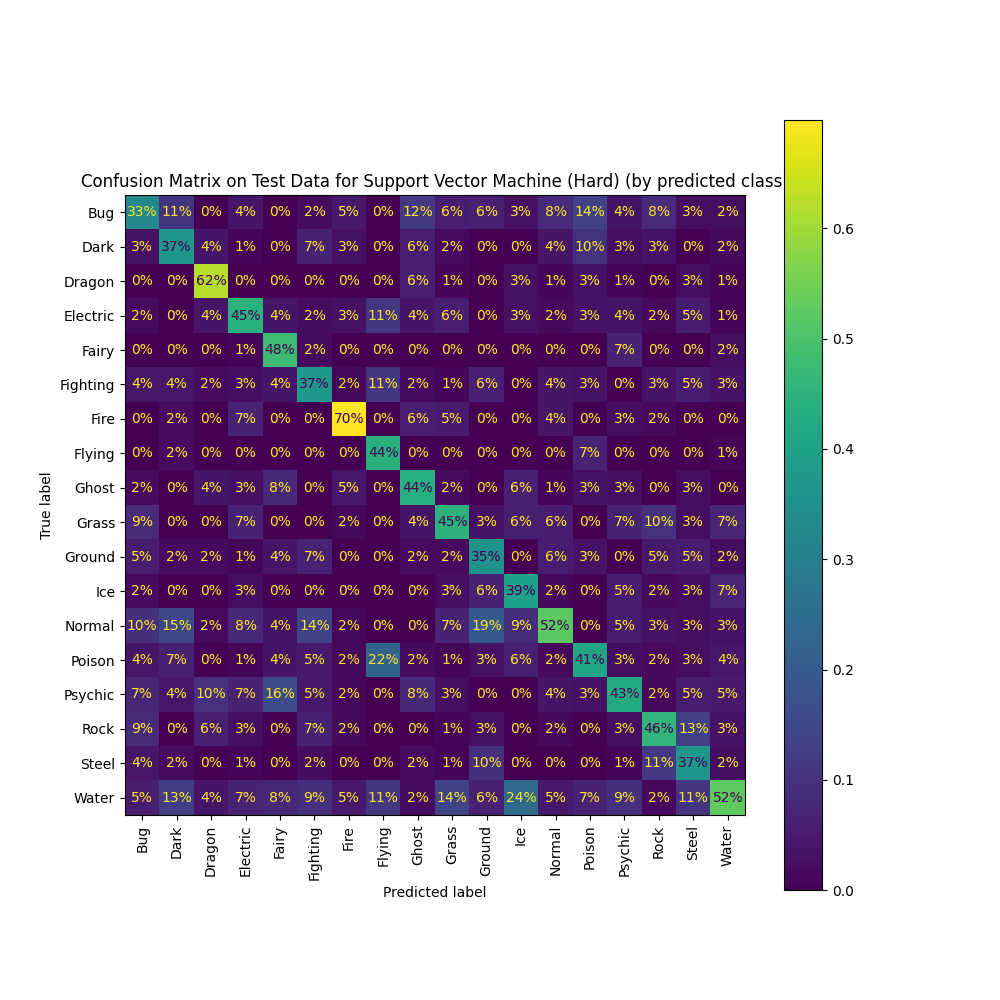 Confusion Matrix on Test Data for Support Vector Machine (Hard) (by predicted class
Bug 33% 11% 0% 4% 0% 2% 5% 0% 12% 6% 6% 3% 8% 14% 4% 8% 3% 2%
Dark 3% 37% 4% 1% 0% 7% 3% 0% 6% 2% 0% 0% 4% 10% 3% 3% 0% 2%
Dragon 0% 0% 62% 0% 0% 0% 0% 0% 6% 1% 0% 3% 1% 3% 1% 0% 3% 1%
Electric 2% 0% 4% 45% 4% 2% 3% 11% 4% 6% 0% 3% 2% 3% 4% 2% 5% 1%
Fairy 0% 0% 0% 1% 48% 2% 0% 0% 0% 0% 0% 0% 0% 0% 7% 0% 0% 2%
Fighting 4% 4% 2% 3% 4% 37% 2% 11% 2% 1% 6% 0% 4% 3% 0% 3% 5% 3%
Fire 0% 2% 0% 7% 0% 0% 70% 0% 6% 5% 0% 0% 4% 0% 3% 2% 0% 0%
Flying 0% 2% 0% 0% 0% 0% 0% 44% 0% 0% 0% 0% 0% 7% 0% 0% 0% 1%
Ghost 2% 0% 4% 3% 8% 0% 5% 0% 44% 2% 0% 6% 1% 3% 3% 0% 3% 0%
Grass 9% 0% 0% 7% 0% 0% 2% 0% 4% 45% 3% 6% 6% 0% 7% 10% 3% 7%
Ground 5% 2% 2% 1% 4% 7% 0% 0% 2% 2% 35% 0% 6% 3% 0% 5% 5% 2%
Ice 2% 0% 0% 3% 0% 0% 0% 0% 0% 3% 6% 39% 2% 0% 5% 2% 3% 7%
Normal 10% 15% 2% 8% 4% 14% 2% 0% 0% 7% 19% 9% 52% 0% 5% 3% 3% 3%
Poison 4% 7% 0% 1% 4% 5% 2% 22% 2% 1% 3% 6% 2% 41% 3% 2% 3% 4%
Psychic 7% 4% 10% 7% 16% 5% 2% 0% 8% 3% 0% 0% 4% 3% 43% 2% 5% 5%
Rock 9% 0% 6% 3% 0% 7% 2% 0% 0% 1% 3% 0% 2% 0% 3% 46% 13% 3%
Steel 4% 2% 0% 1% 0% 2% 0% 0% 2% 1% 10% 0% 0% 0% 1% 11% 37% 2%
Water 5% 13% 4% 7% 8% 9% 5% 11% 2% 14% 6% 24% 5% 7% 9% 2% 11% 52%
True label
Bug Dark Dragon Electric Fairy Fighting Fire Flying Ghost Grass Ground Ice Normal Poison Psychic Rock Steel Water
Predicted label
0.6
0.5
0.4
0.3
0.2
0.1
0.0